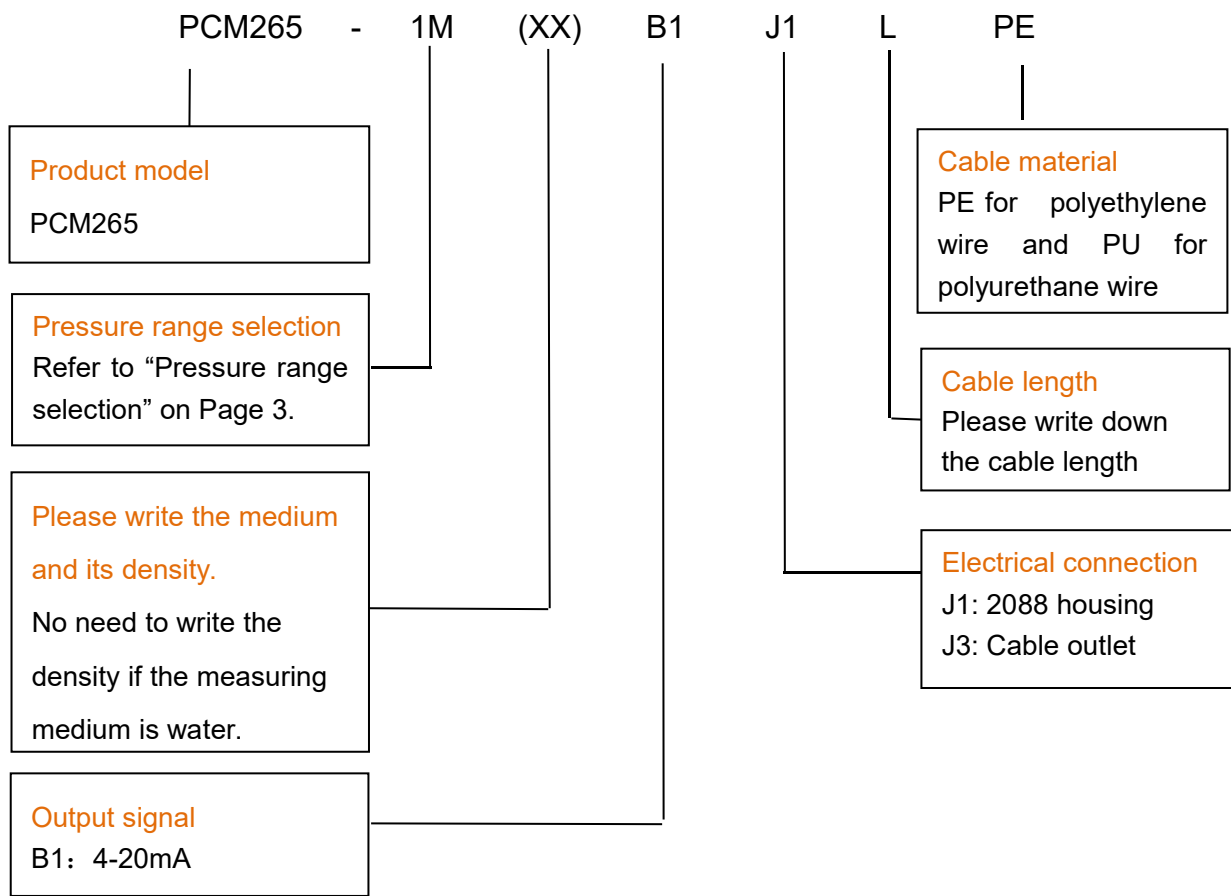 PCM265 - 1M (XX) B1 J1 L PE
Product model
PCM265
Pressure range selection
Refer to “Pressure range
selection” on Page 3.
Please write the medium
and its density.
No need to write the
density if the measuring
medium is water.
Output signal
B1：4-20mA
Cable material
PE for polyethylene
wire and PU for
polyurethane wire
Cable length
Please write down
the cable length
Electrical connection
J1: 2088 housing
J3: Cable outlet